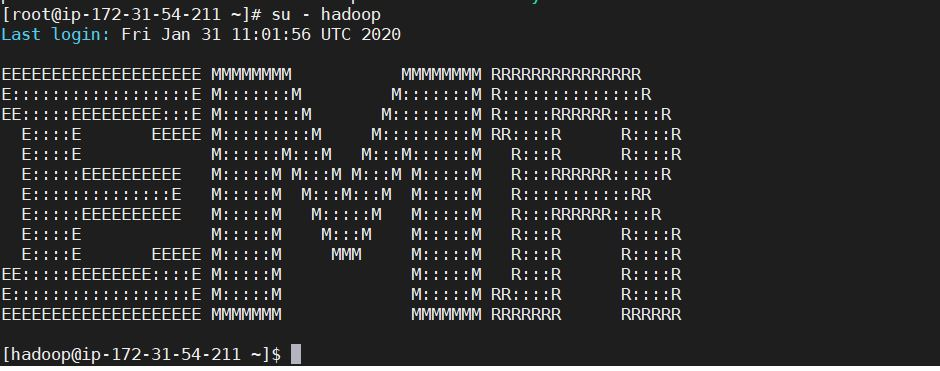 [root@ip-172-31-54-211 ~]# su - hadoop
Last login: Fri Jan 31 11:01:56 UTC 2020

EEEEEEEEEEEEEEEEEEEE MMMMMMMM           MMMMMMMM RRRRRRRRRRRRRRR
E::::::::::::::::::E M:::::::M         M:::::::M R::::::::::::::R
EE:::::EEEEEEEEE:::E M::::::::M       M::::::::M R:::::RRRRRR:::::R
  E::::E       EEEEE M:::::::::M     M:::::::::M RR::::R      R::::R
  E::::E             M::::::M:::M   M:::M::::::M   R:::R      R::::R
  E:::::EEEEEEEEEE   M:::::M M:::M M:::M M:::::M   R:::RRRRRR:::::R
  E::::::::::::::E   M:::::M  M:::M:::M  M:::::M   R:::::::::::RR
  E:::::EEEEEEEEEE   M:::::M   M:::::M   M:::::M   R:::RRRRRR::::R
  E::::E             M:::::M    M:::M    M:::::M   R:::R      R::::R
  E::::E       EEEEE M:::::M     MMM     M:::::M   R:::R      R::::R
EE:::::EEEEEEEE::::E M:::::M             M:::::M   R:::R      R::::R
E::::::::::::::::::E M:::::M             M:::::M RR::::R      R::::R
EEEEEEEEEEEEEEEEEEEE MMMMMMM             MMMMMMM RRRRRRR      RRRRRR

[hadoop@ip-172-31-54-211 ~]$